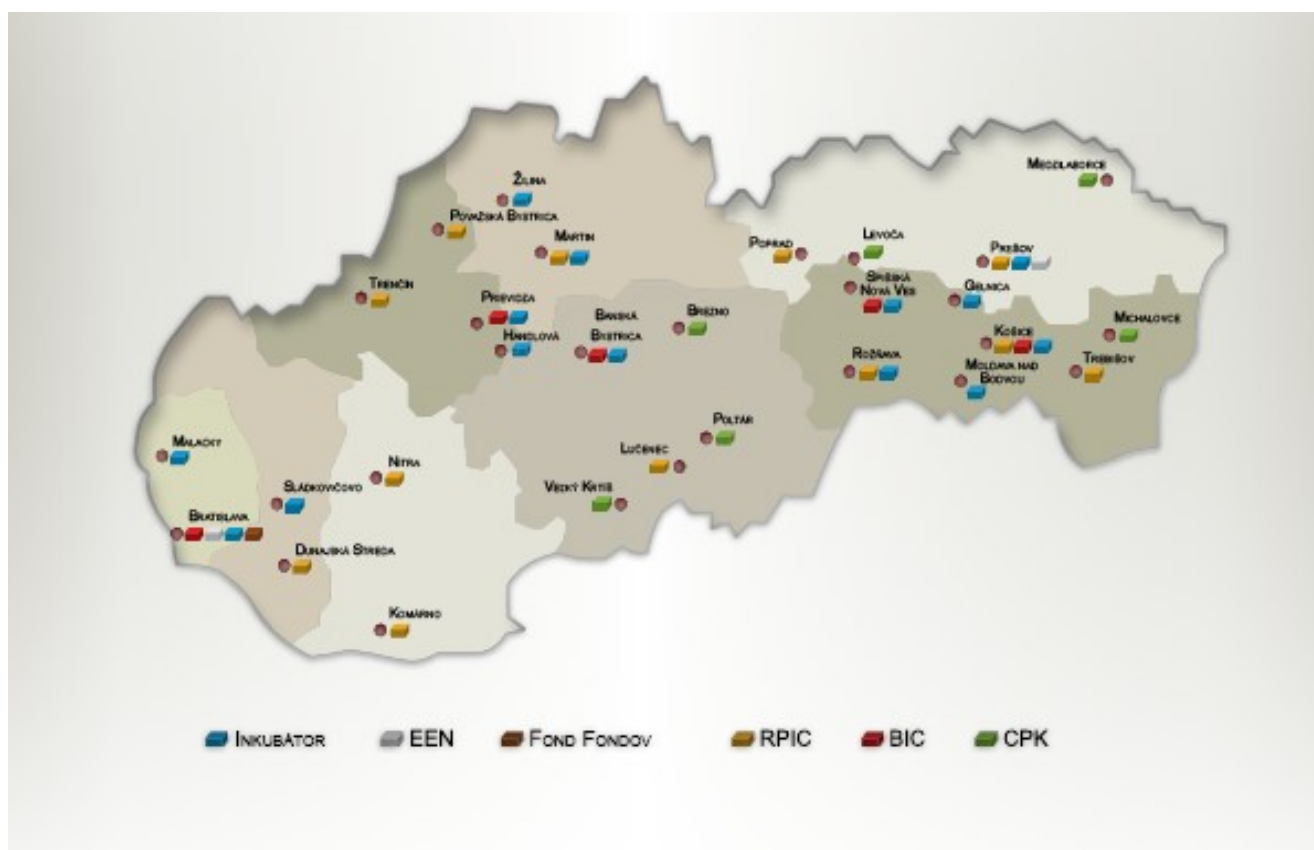 Medzilaborce
Žilina
Považská Bystrica
Martin
Poprad
Levoča
Prešov
Trenčín
Prievidza
Spišská
Nová Ves
Gelnica
Banská
Bystrica
Brezno
Michalovce
Handlová
Košice
Rožňava
Moldava nad
Bodvou
Trebišov
Malacky
Poltár
Lučenec
Nitra
Sládkovičovo
Veľký Krtíš
Bratislava
Dunajská Streda
Komárno
Inkubátor EEN Fond Fondov RPIC BIC CPK